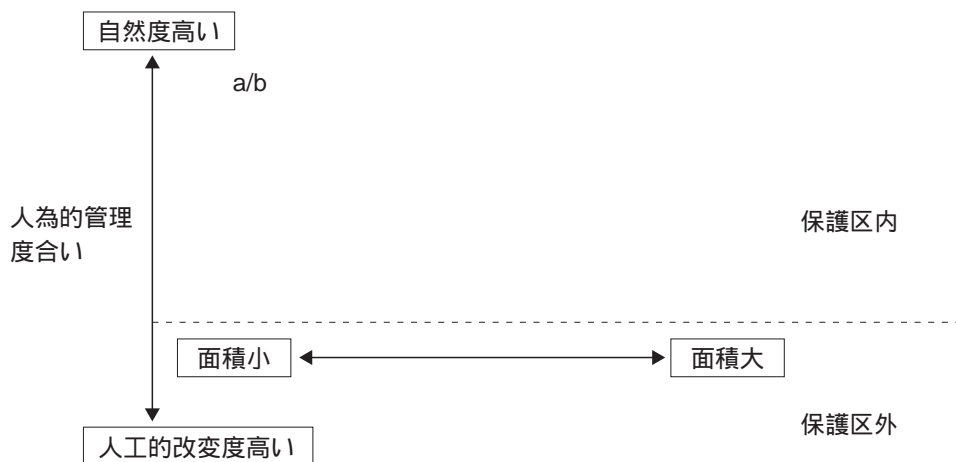 自然度高い
a/b
人為的管理
度合い
保護区内
面積小
面積大
保護区外
人工的改変度高い